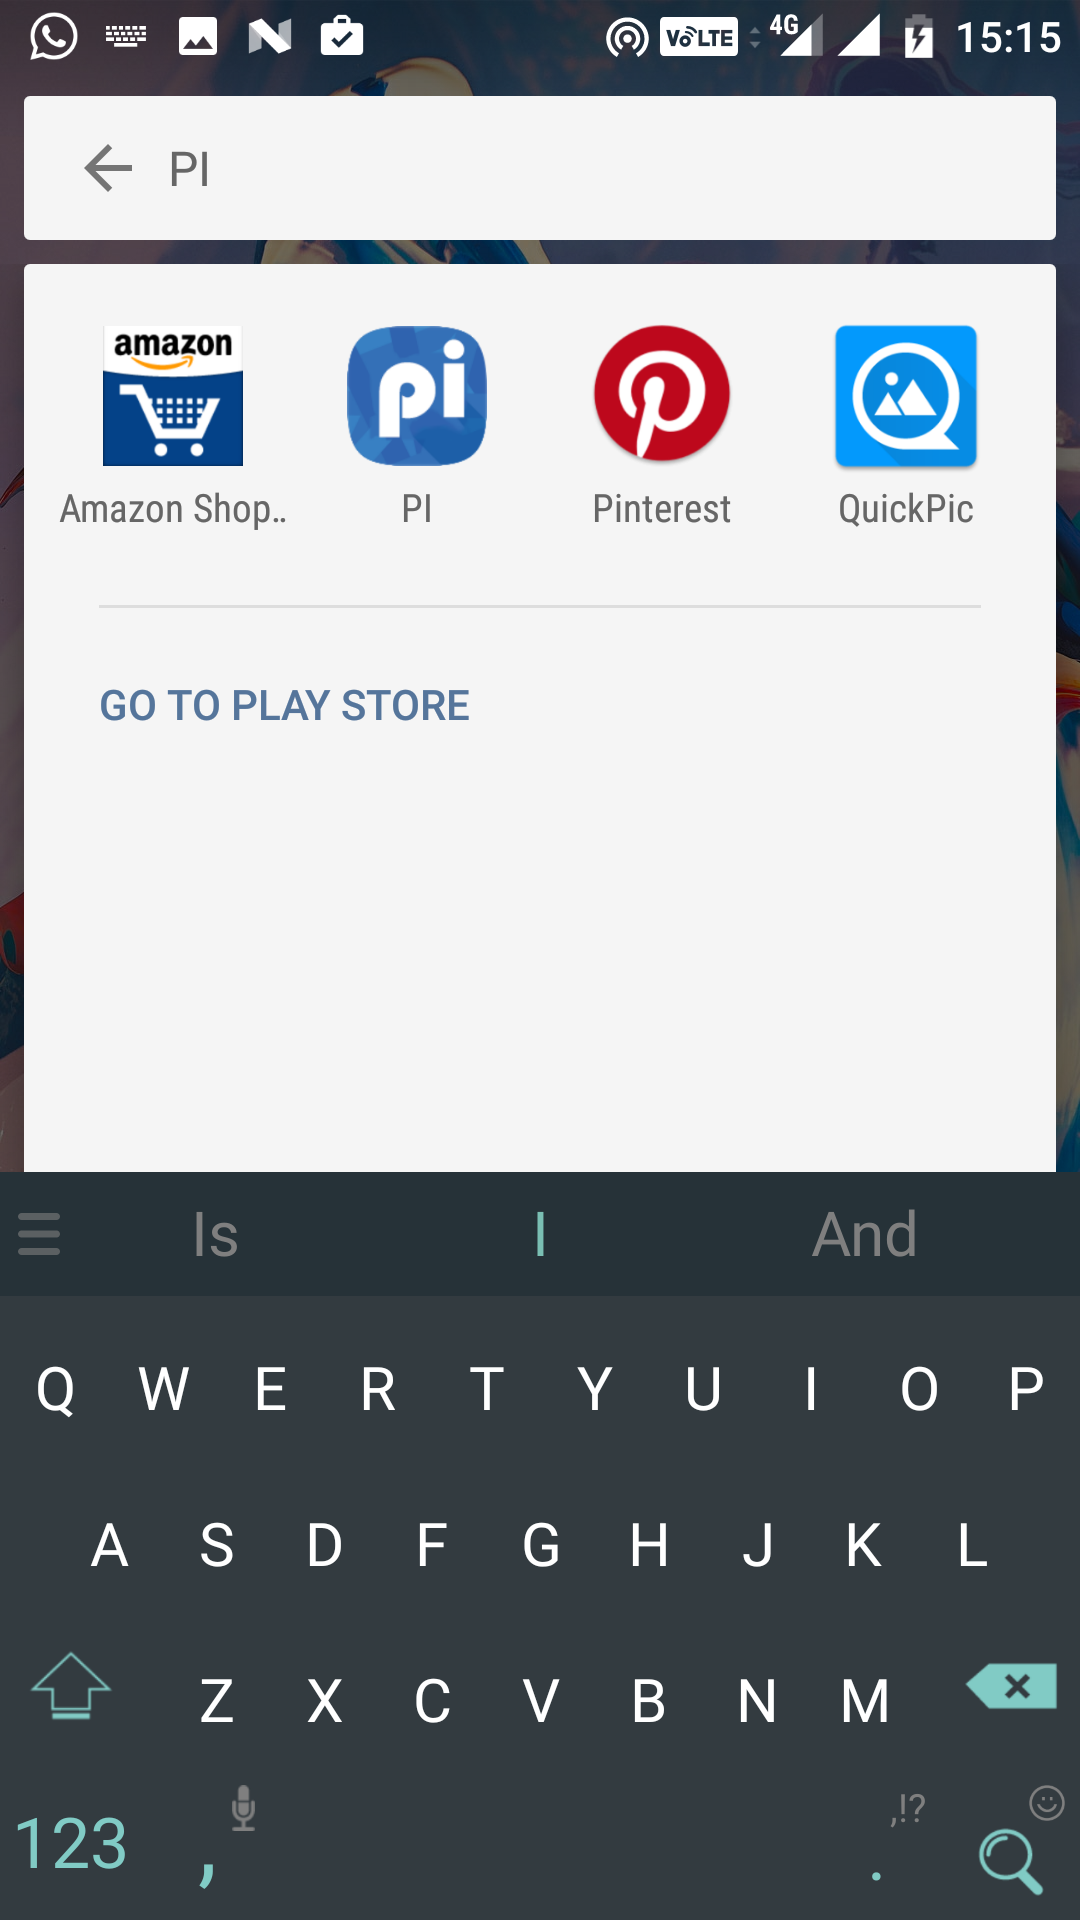 VoLTE 4G 15:15
PI
amazon
pi
Amazon Shop..
PI
Pinterest
QuickPic
GO TO PLAY STORE
Is I And
Q W E R T Y U I O P
A S D F G H J K L
Z X C V B N M
,!?
123 , .